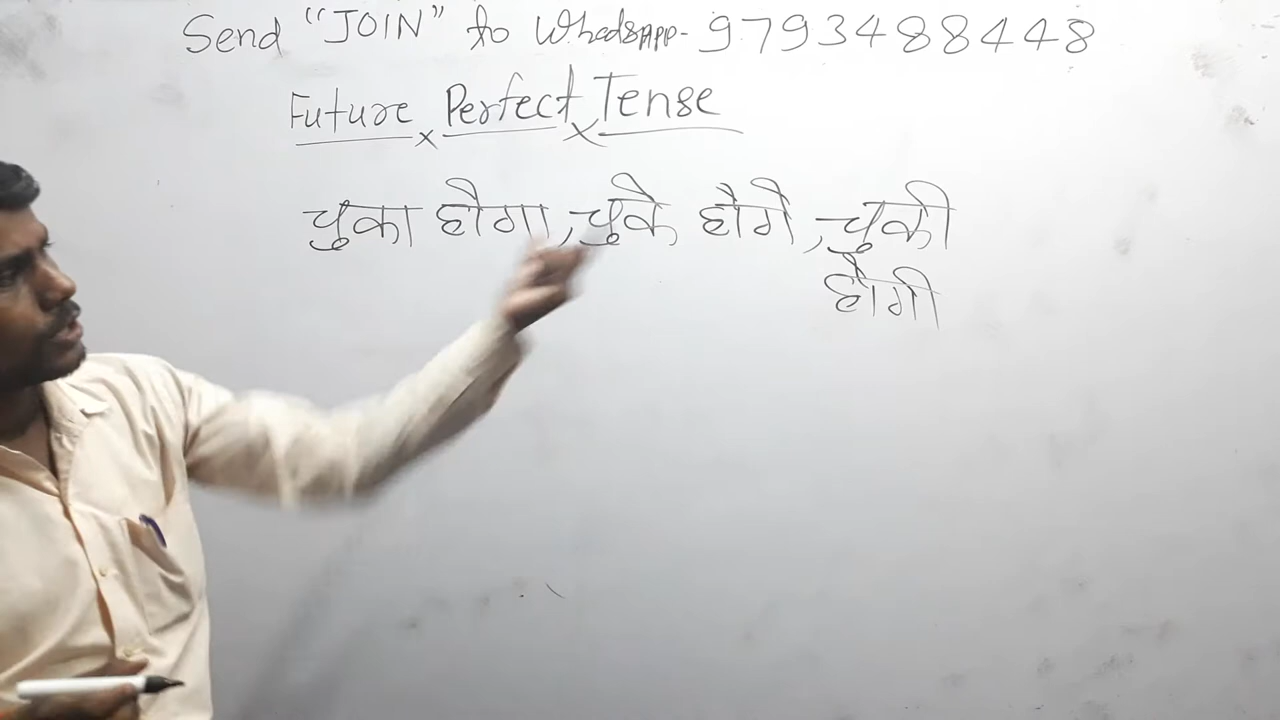 Send “JOIN” to WhatsAPP- 9793488448
Future Perfect Tense
चुका होगा, चुके होंगे, चुकी
होगी